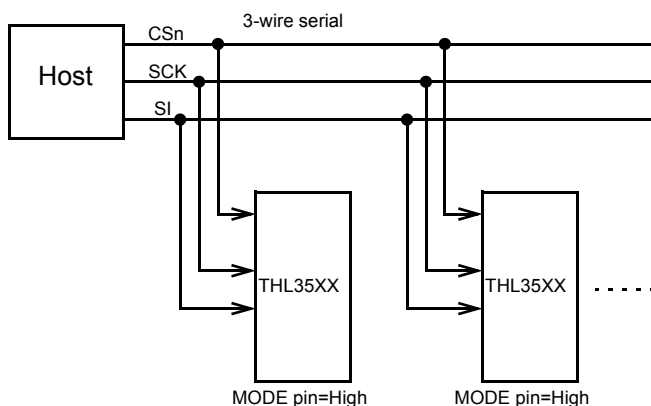 3-wire serial
CSn
Host
SCK
SI
THL35XX
THL35XX
MODE pin=High
MODE pin=High